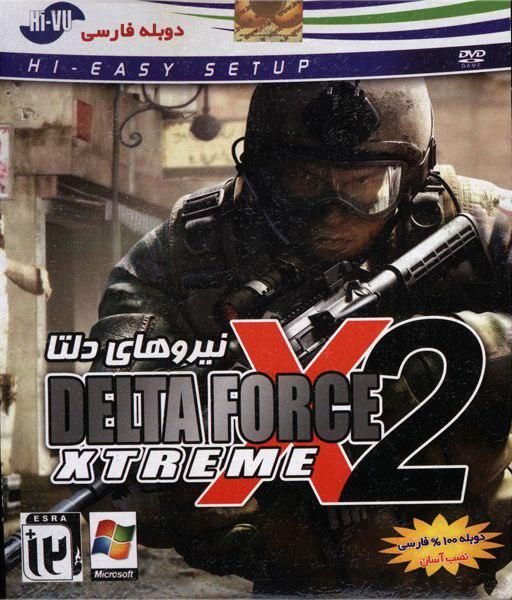 Hi-VU
دوبله فارسی
HI-EASY SETUP
DVD
GAME
نیروهای دلتا
DELTA FORCE
XTREME X2
ESRA
+۱۲
Microsoft
دوبله ۱۰۰ % فارسی
نصب آسان